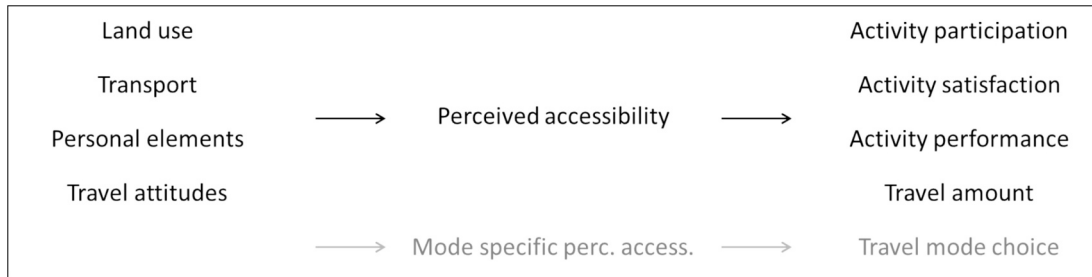 Land use
Transport
Personal elements
Travel attitudes
Perceived accessibility
Mode specific perc. access.
Activity participation
Activity satisfaction
Activity performance
Travel amount
Travel mode choice